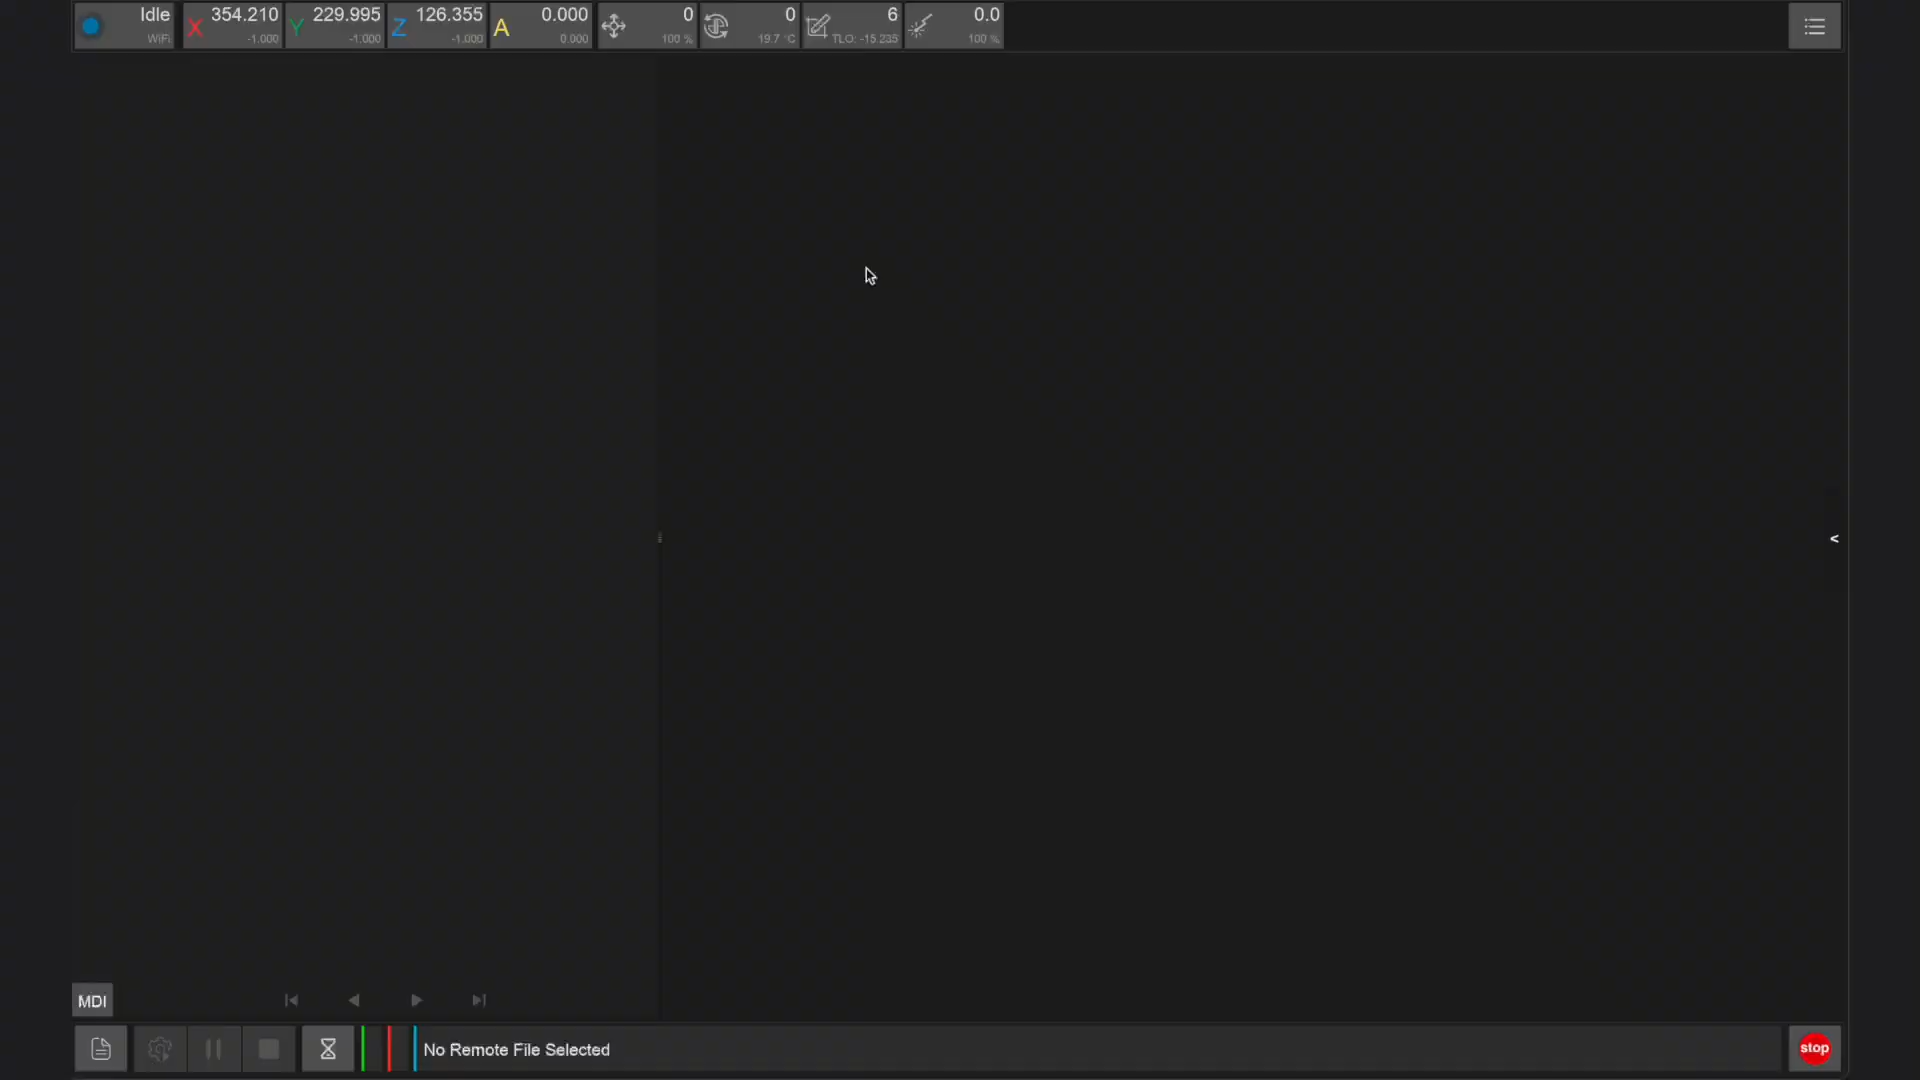 Idle
WiFi
X
354.210
-1.000
Y
229.995
-1.000
Z
126.355
-1.000
A
0.000
0.000
0
100 %
0
19.7 °C
6
TLO: -15.235
0.0
100 %
<
MDI
No Remote File Selected
stop